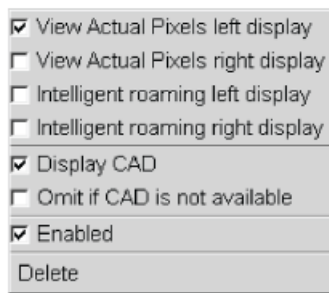 View Actual Pixels left display
View Actual Pixels right display
Intelligent roaming left display
Intelligent roaming right display
Display CAD
Omit if CAD is not available
Enabled
Delete